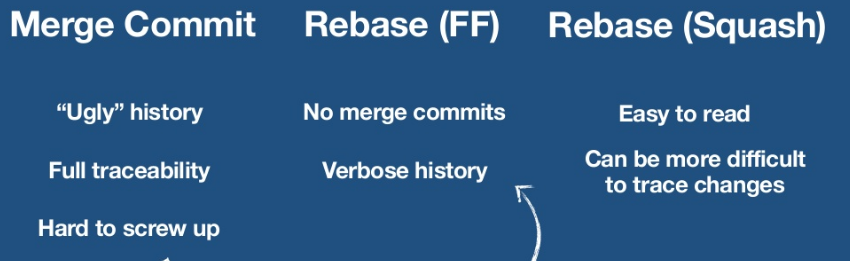 Merge Commit
Rebase (FF)
Rebase (Squash)
“Ugly” history
No merge commits
Easy to read
Full traceability
Verbose history
Can be more difficult
to trace changes
Hard to screw up